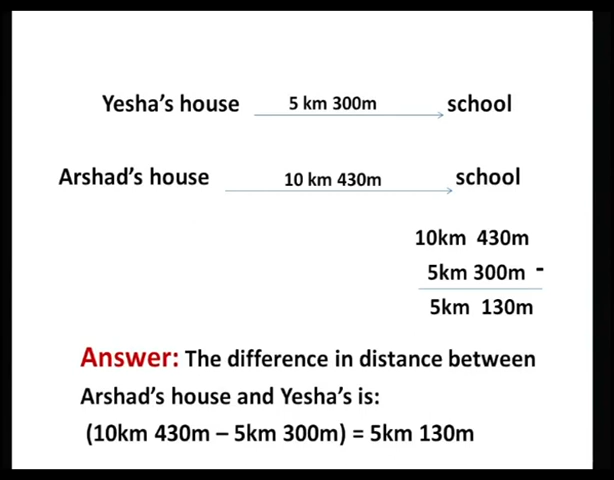 Yesha's house 5 km 300m school
Arshad's house 10 km 430m school
10km 430m
5km 300m -
5km 130m
Answer: The difference in distance between
Arshad's house and Yesha's is:
(10km 430m – 5km 300m) = 5km 130m